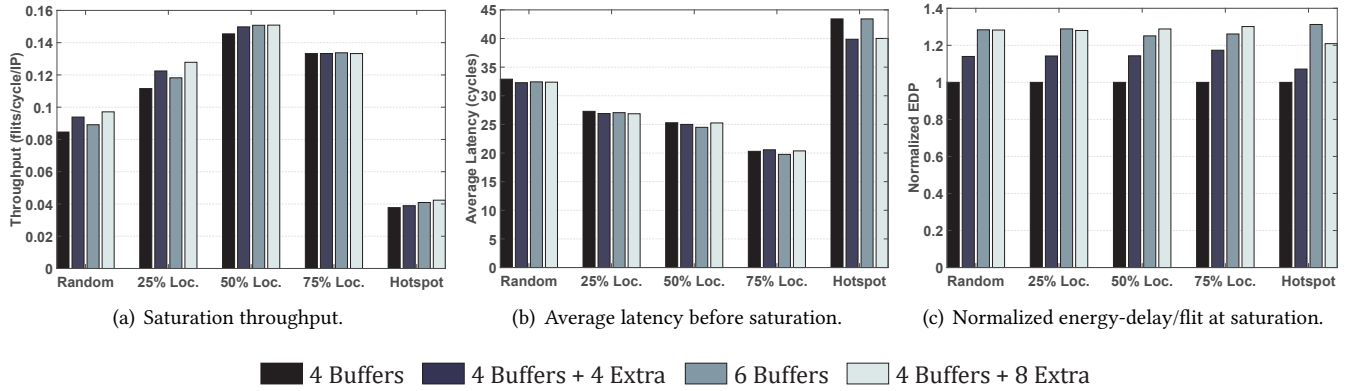 0.16
0.14
0.12
0.1
0.08
0.06
0.04
0.02
0
Throughput (flits/cycle/IP)
Random 25% Loc. 50% Loc. 75% Loc. Hotspot
(a) Saturation throughput.
45
40
35
30
25
20
15
10
5
0
Average Latency (cycles)
Random 25% Loc. 50% Loc. 75% Loc. Hotspot
(b) Average latency before saturation.
1.4
1.2
1
0.8
0.6
0.4
0.2
0
Normalized EDP
Random 25% Loc. 50% Loc. 75% Loc. Hotspot
(c) Normalized energy-delay/flit at saturation.
4 Buffers 4 Buffers + 4 Extra 6 Buffers 4 Buffers + 8 Extra